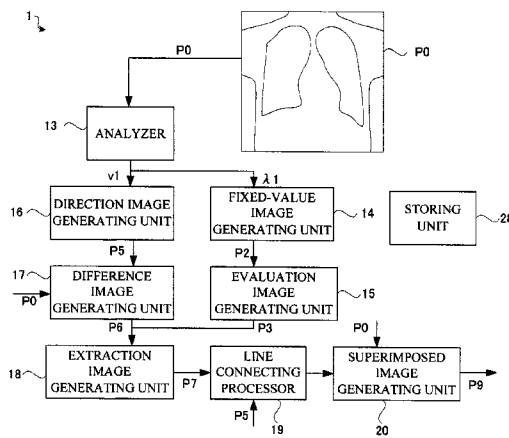 1
P0
P0
13
ANALYZER
v1
λ1
16
DIRECTION IMAGE
GENERATING UNIT
FIXED-VALUE
IMAGE
GENERATING UNIT
14
STORING
UNIT
28
P5
P2
17
P0
DIFFERENCE
IMAGE
GENERATING UNIT
EVALUATION IMAGE
GENERATING UNIT
15
P6
P3
P0
18
EXTRACTION
IMAGE
GENERATING UNIT
P7
LINE
CONNECTING
PROCESSOR
SUPERIMPOSED
IMAGE
GENERATING UNIT
P9
P5
19
20